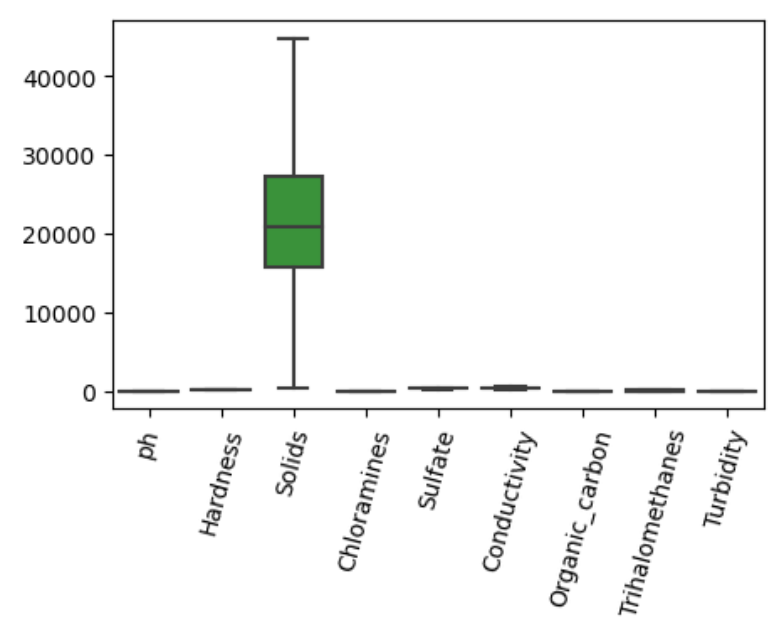 40000
30000
20000
10000
0
ph
Hardness
Solids
Chloramines
Sulfate
Conductivity
Organic_carbon
Trihalomethanes
Turbidity